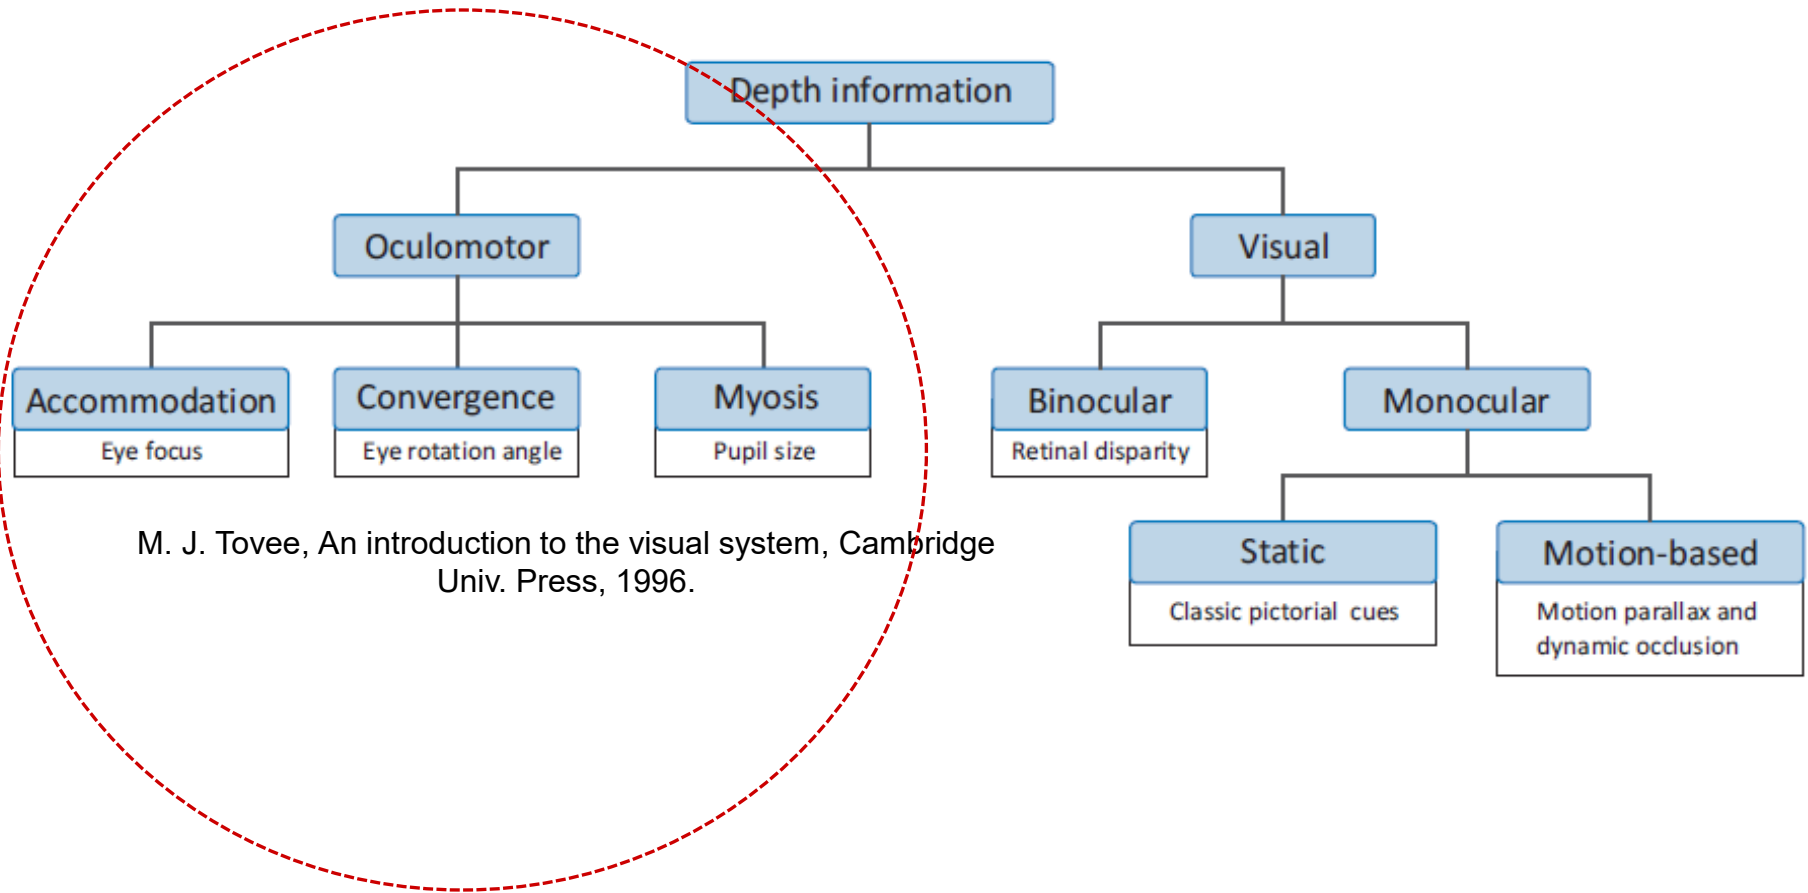 Depth information
Oculomotor
Visual
Accommodation
Eye focus
Convergence
Eye rotation angle
Myosis
Pupil size
Binocular
Retinal disparity
Monocular
Static
Classic pictorial cues
Motion-based
Motion parallax and
dynamic occlusion
M. J. Tovee, An introduction to the visual system, Cambridge
Univ. Press, 1996.